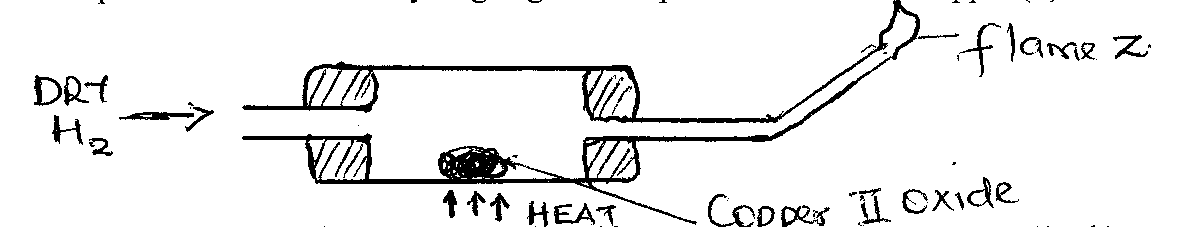 flame Z
DRY
H2
HEAT
Copper II oxide